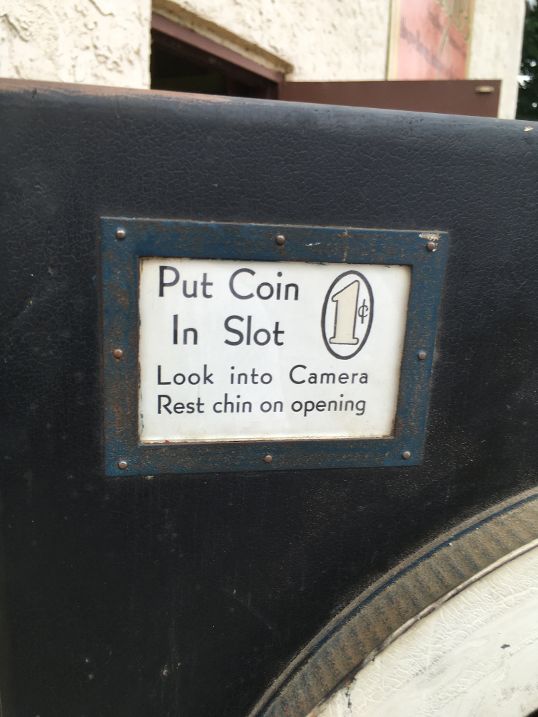 Put Coin
In Slot
1¢
Look into Camera
Rest chin on opening